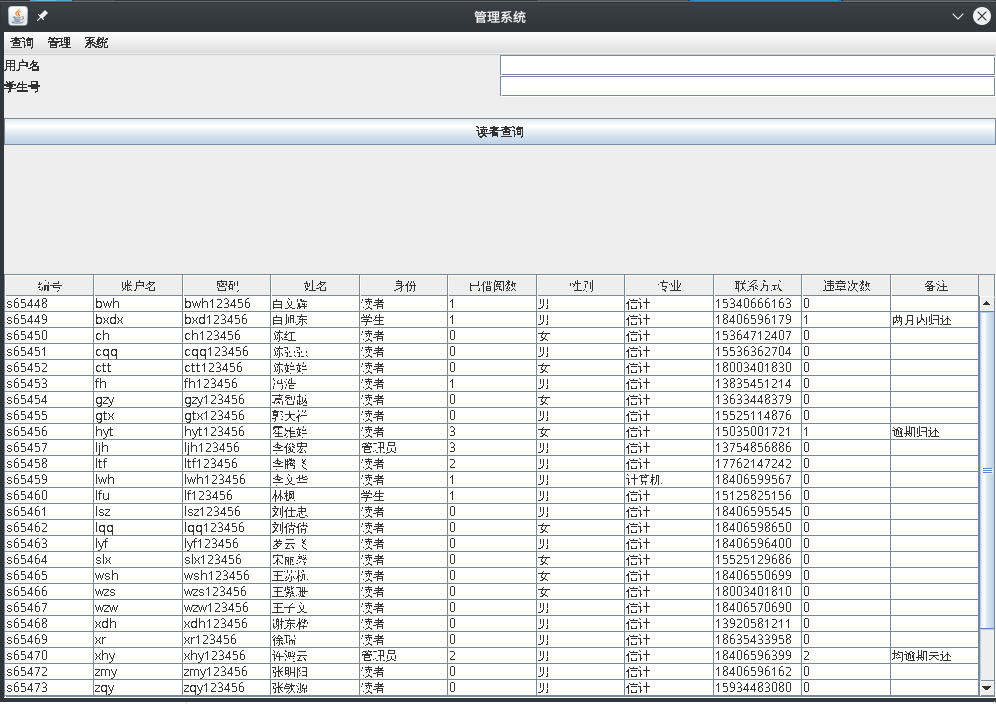 管理系统
查询 管理 系统
用户名
学生号
读者查询
编号 账户名 密码 姓名 身份 已借阅数 性别 专业 联系方式 违章次数 备注
s65448 bwh bwh123456 白文辉 读者 1 男 信计 15340666163 0
s65449 bxdx bxd123456 白旭东 学生 1 男 信计 18406596179 1 两月内归还
s65450 ch ch123456 陈红 读者 0 女 信计 15364712407 0
s65451 cqq cqq123456 读者 0 男 信计 15536362704 0
s65452 ctt ctt123456 陈婷婷 读者 0 女 信计 18003401830 0
s65453 fh fh123456 冯浩 读者 1 男 信计 13835451214 0
s65454 gzy gzy123456 葛智越 读者 0 女 信计 13633448379 0
s65455 gtx gtx123456 郭天祥 读者 0 男 信计 15525114876 0
s65456 hyt hyt123456 霍雅婷 读者 3 女 信计 15035001721 1 逾期归还
s65457 ljh ljh123456 李俊宏 管理员 3 男 信计 13754856886 0
s65458 ltf ltf123456 李腾飞 读者 2 男 信计 17762147242 0
s65459 lwh lwh123456 李文华 读者 1 男 计算机 18406599567 0
s65460 lfu lf123456 林枫 学生 1 男 信计 15125825156 0
s65461 lsz lsz123456 刘仕忠 读者 0 男 信计 18406595545 0
s65462 lqq lqq123456 刘倩倩 读者 0 女 信计 18406598650 0
s65463 lyf lyf123456 罗云飞 读者 0 男 信计 18406596400 0
s65464 slx slx123456 宋丽 读者 0 女 信计 15525129686 0
s65465 wsh wsh123456 王苏杭 读者 0 女 信计 18406550699 0
s65466 wzs wzs123456 王紫珊 读者 0 女 信计 18003401810 0
s65467 wzw wzw123456 王子文 读者 0 男 信计 18406570690 0
s65468 xdh xdh123456 谢东桦 读者 0 男 信计 13920581211 0
s65469 xr xr123456 徐瑞 读者 0 男 信计 18635433958 0
s65470 xhy xhy123456 许鸿云 管理员 2 男 信计 18406596399 2 均逾期未还
s65472 zmy zmy123456 张明阳 读者 0 男 信计 18406596162 0
s65473 zqy zqy123456 张钦源 读者 0 男 信计 15934483080 0